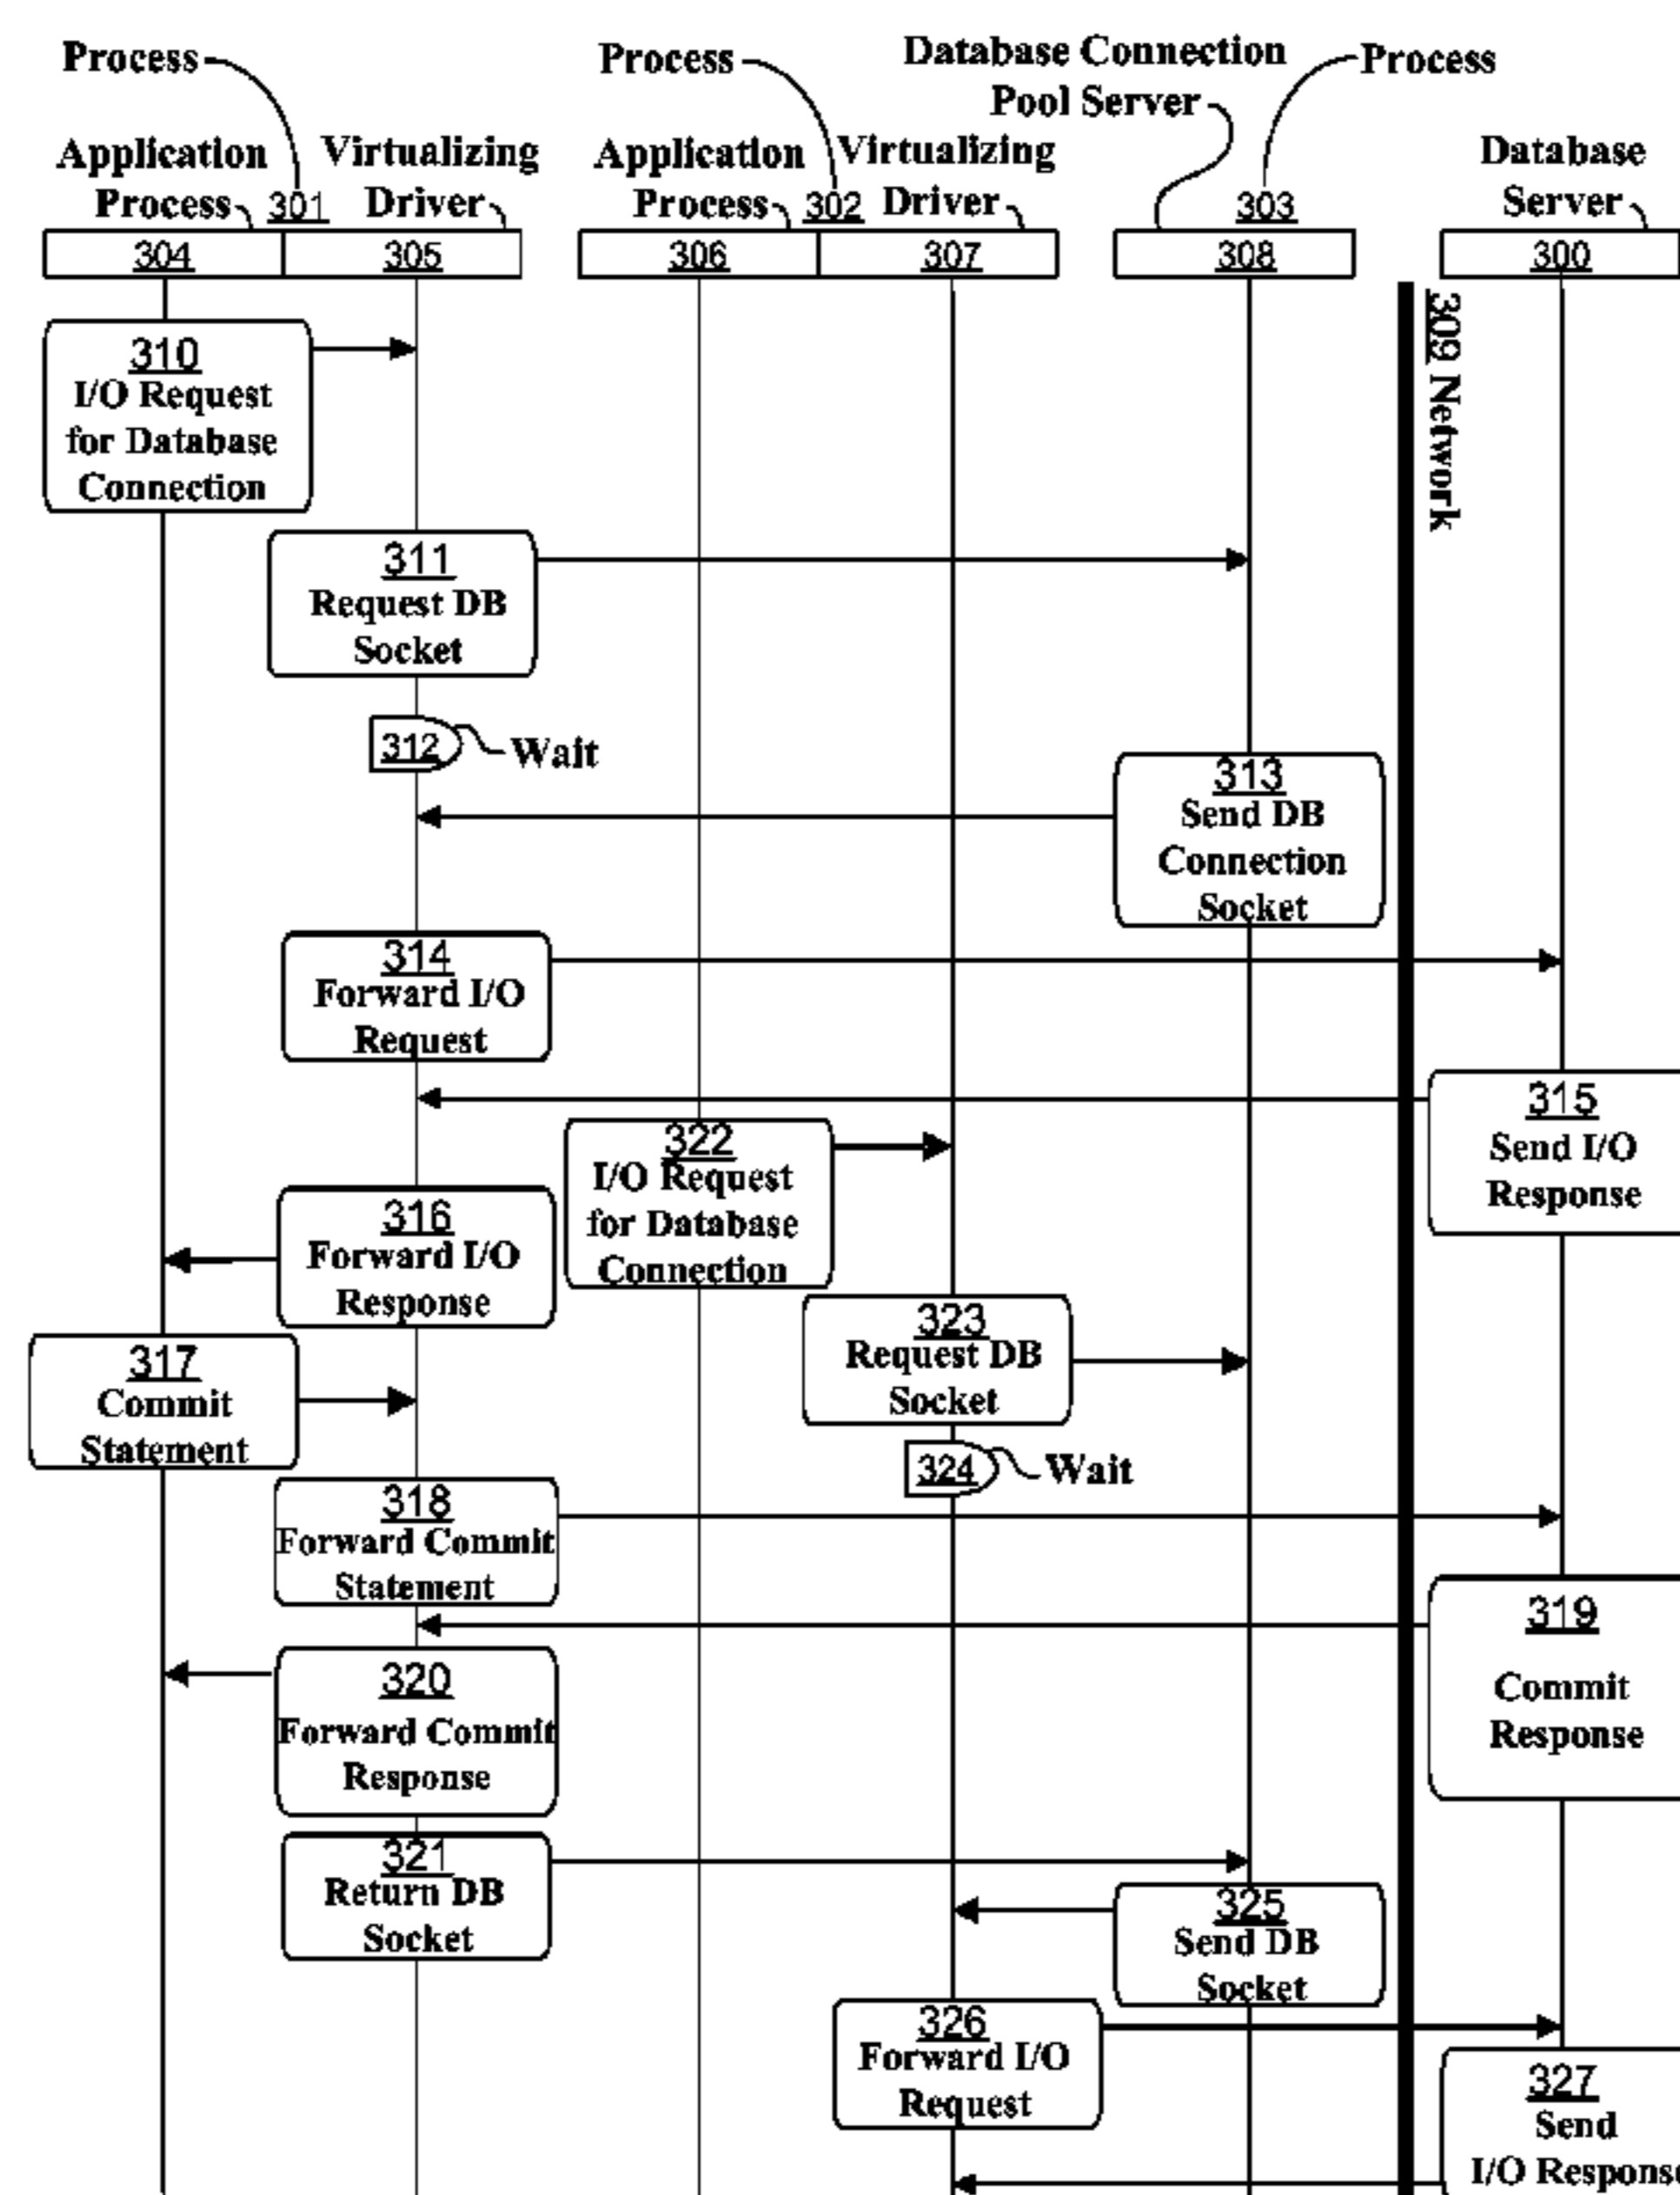 Process
Process
Database Connection
Pool Server
Process
Application
Process
301
Virtualizing
Driver
Application
Process
302
Virtualizing
Driver
303
Database
Server
304
305
306
307
308
300
309 Network
310
I/O Request
for Database
Connection
311
Request DB
Socket
312
Wait
313
Send DB
Connection
Socket
314
Forward I/O
Request
315
Send I/O
Response
322
I/O Request
for Database
Connection
316
Forward I/O
Response
323
Request DB
Socket
317
Commit
Statement
324
Wait
318
Forward Commit
Statement
319
Commit
Response
320
Forward Commit
Response
321
Return DB
Socket
325
Send DB
Socket
326
Forward I/O
Request
327
Send
I/O Response